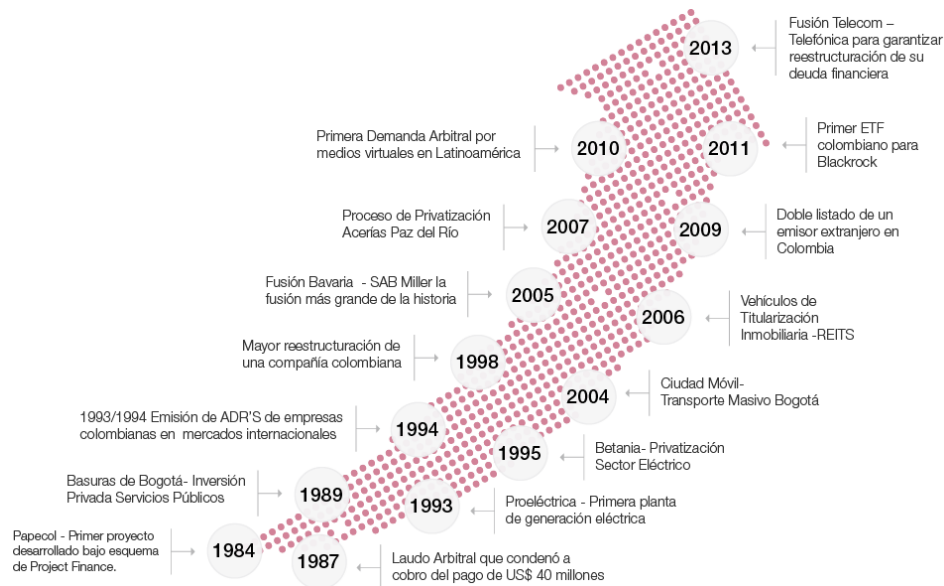 2013
Fusión Telecom –
Telefónica para garantizar
reestructuración de su
deuda financiera
Primera Demanda Arbitral por
medios virtuales en Latinoamérica
2010
2011
Primer ETF
colombiano para
Blackrock
Proceso de Privatización
Acerías Paz del Río
2007
2009
Doble listado de un
emisor extranjero en
Colombia
Fusión Bavaria - SAB Miller la
fusión más grande de la historia
2005
2006
Vehículos de
Titularización
Inmobiliaria -REITS
Mayor reestructuración de
una compañía colombiana
1998
2004
Ciudad Móvil-
Transporte Masivo Bogotá
1993/1994 Emisión de ADR'S de empresas
colombianas en mercados internacionales
1994
1995
Betania- Privatización
Sector Eléctrico
Basuras de Bogotá- Inversión
Privada Servicios Públicos
1989
1993
Proeléctrica - Primera planta
de generación eléctrica
Papecol - Primer proyecto
desarrollado bajo esquema
de Project Finance.
1984
1987
Laudo Arbitral que condenó a
cobro del pago de US$ 40 millones